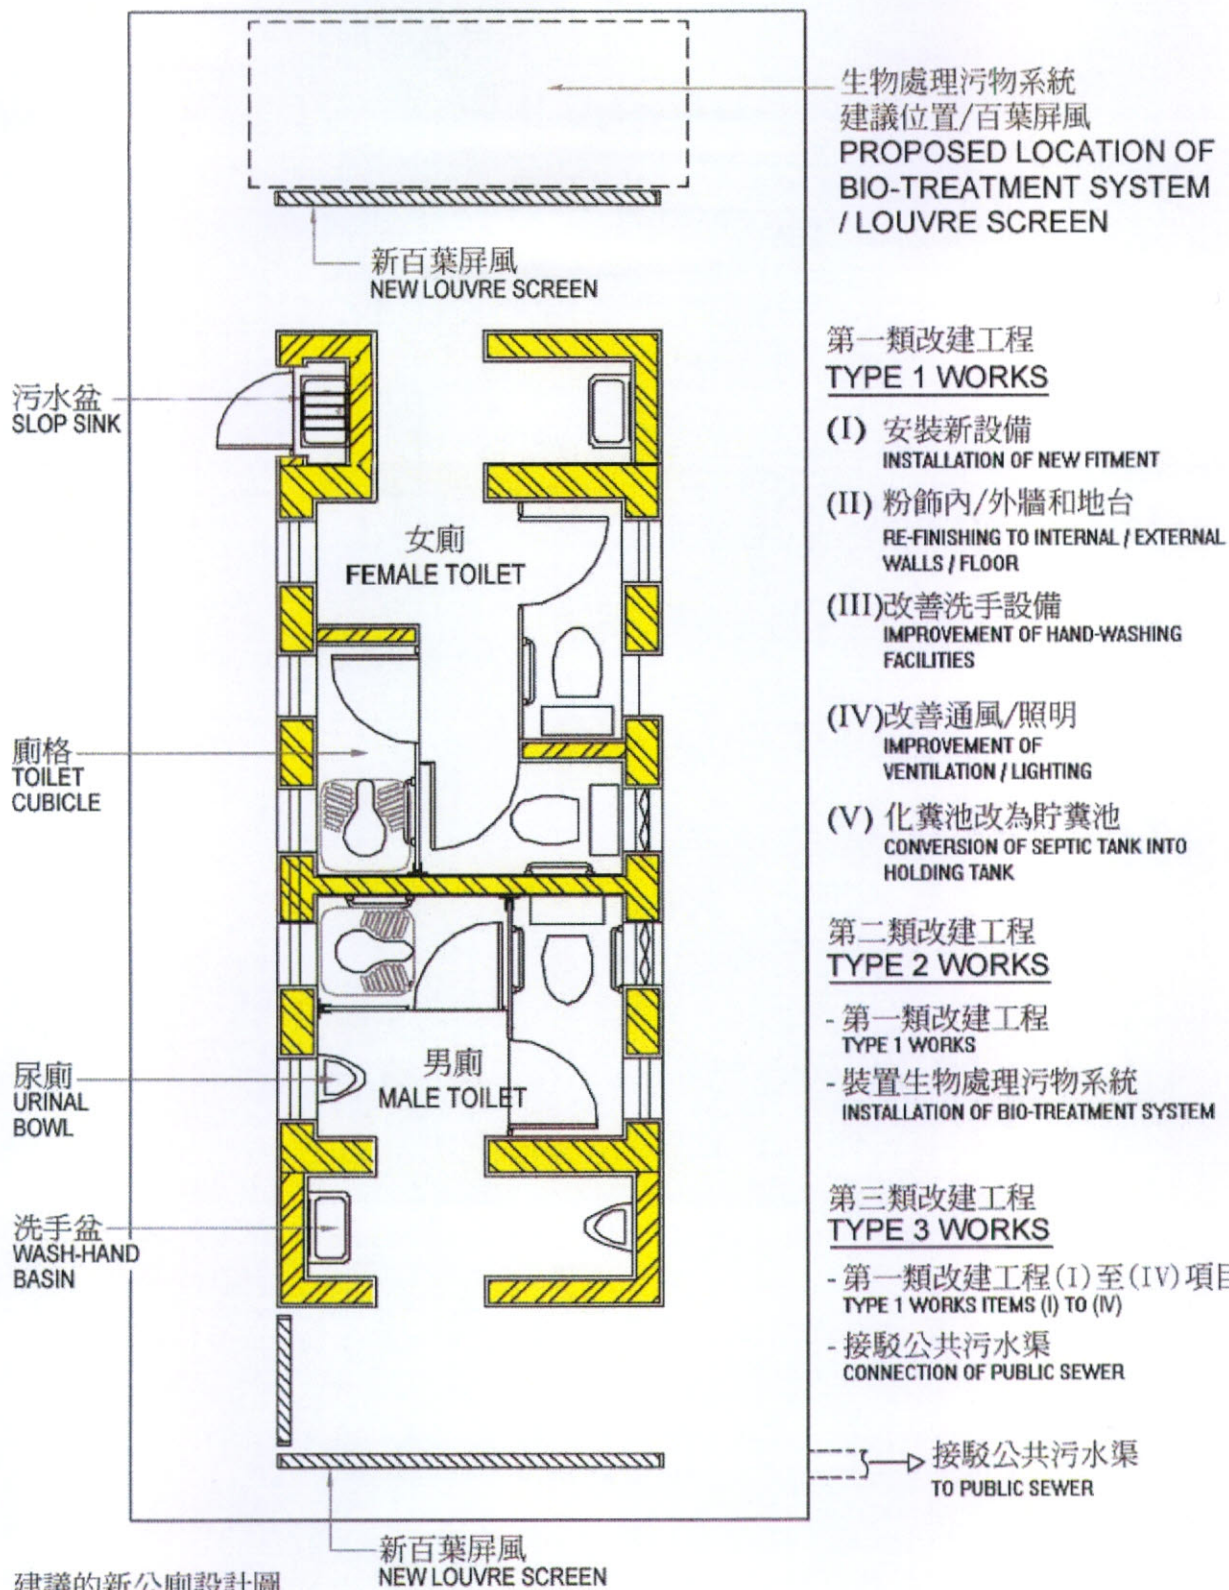 生物處理污物系統
建議位置/百葉屏風
PROPOSED LOCATION OF
BIO-TREATMENT SYSTEM
/ LOUVRE SCREEN
新百葉屏風
NEW LOUVRE SCREEN
污水盆
SLOP SINK
女廁
FEMALE TOILET
廁格
TOILET
CUBICLE
尿廁
URINAL
BOWL
男廁
MALE TOILET
洗手盆
WASH-HAND
BASIN
第一類改建工程
TYPE 1 WORKS
(I) 安裝新設備
INSTALLATION OF NEW FITMENT
(II) 粉飾內/外牆和地台
RE-FINISHING TO INTERNAL / EXTERNAL
WALLS / FLOOR
(III)改善洗手設備
IMPROVEMENT OF HAND-WASHING
FACILITIES
(IV)改善通風/照明
IMPROVEMENT OF
VENTILATION / LIGHTING
(V) 化糞池改為貯糞池
CONVERSION OF SEPTIC TANK INTO
HOLDING TANK
第二類改建工程
TYPE 2 WORKS
- 第一類改建工程
TYPE 1 WORKS
- 裝置生物處理污物系統
INSTALLATION OF BIO-TREATMENT SYSTEM
第三類改建工程
TYPE 3 WORKS
- 第一類改建工程(I)至(IV)項目
TYPE 1 WORKS ITEMS (I) TO (IV)
- 接駁公共污水渠
CONNECTION OF PUBLIC SEWER
接駁公共污水渠
TO PUBLIC SEWER
新百葉屏風
NEW LOUVRE SCREEN
建議的新公廁設計圖